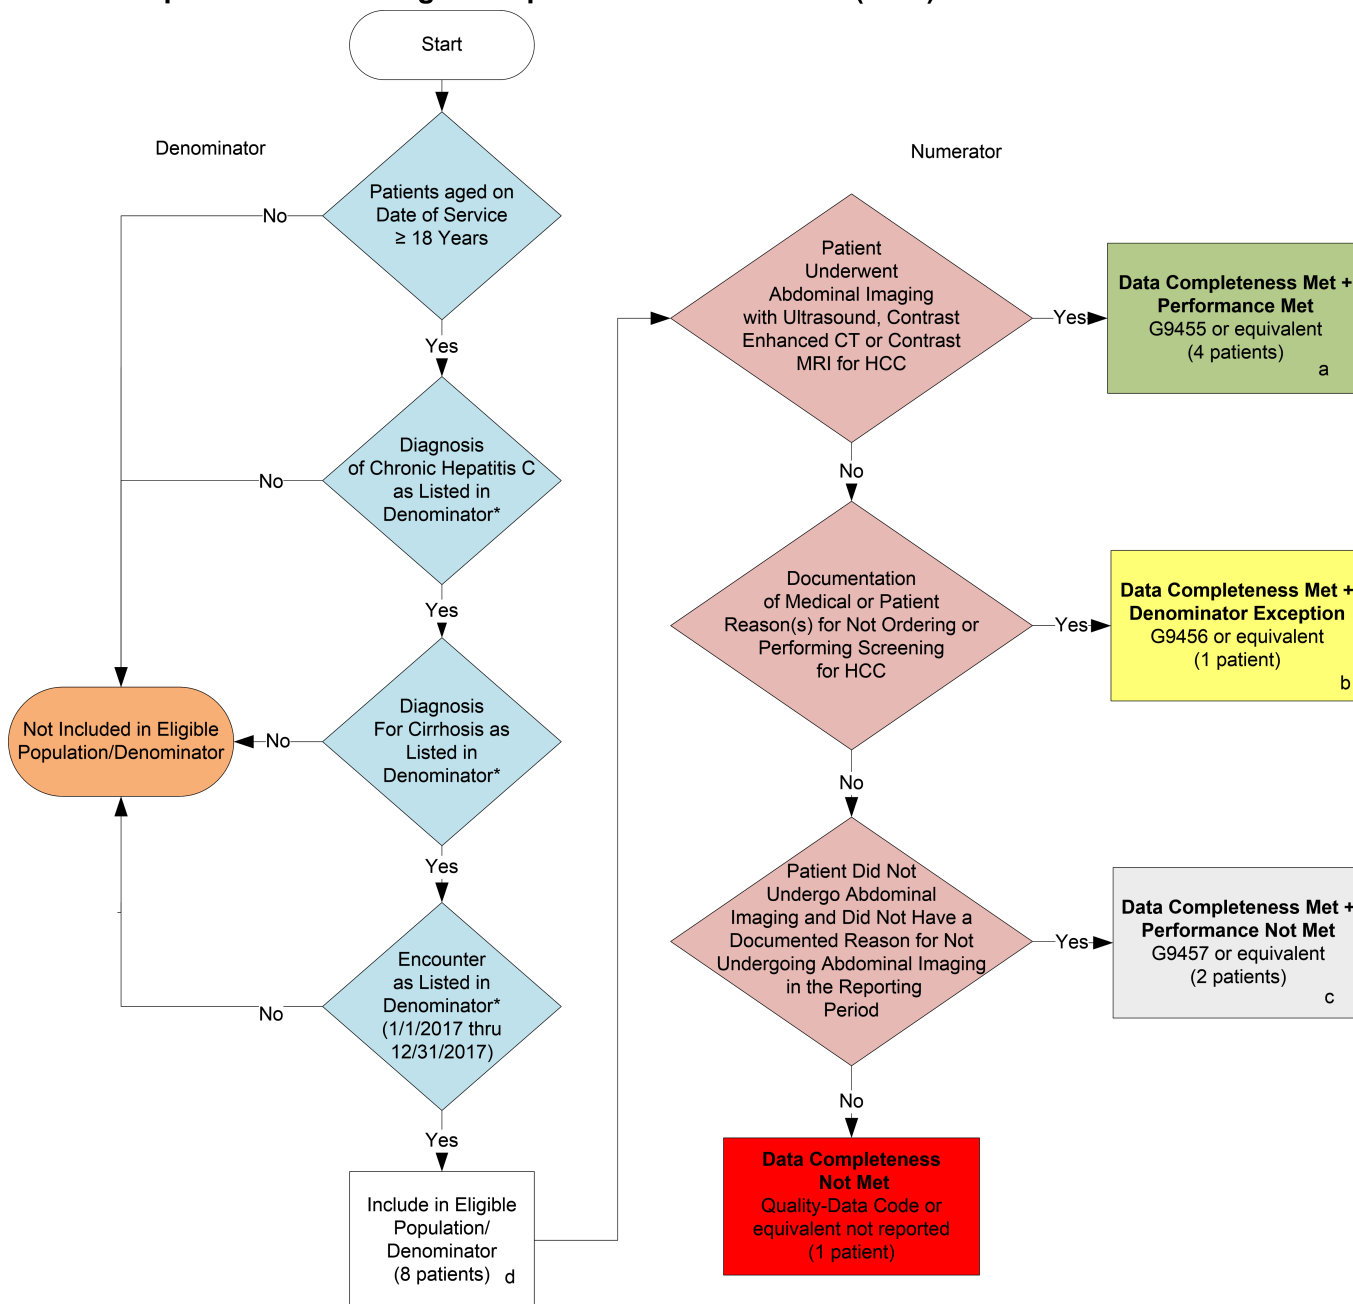 Start
Denominator
Patients aged on
Date of Service
≥ 18 Years
No
Yes
Diagnosis
of Chronic Hepatitis C
as Listed in
Denominator*
No
Yes
Diagnosis
For Cirrhosis as
Listed in
Denominator*
No
Not Included in Eligible
Population/Denominator
Yes
Encounter
as Listed in
Denominator*
(1/1/2017 thru
12/31/2017)
No
Yes
Include in Eligible
Population/
Denominator
(8 patients) d
Numerator
Patient
Underwent
Abdominal Imaging
with Ultrasound, Contrast
Enhanced CT or Contrast
MRI for HCC
Yes
Data Completeness Met +
Performance Met
G9455 or equivalent
(4 patients)
a
No
Documentation
of Medical or Patient
Reason(s) for Not Ordering or
Performing Screening
for HCC
Yes
Data Completeness Met +
Denominator Exception
G9456 or equivalent
(1 patient)
b
No
Patient Did Not
Undergo Abdominal
Imaging and Did Not Have a
Documented Reason for Not
Undergoing Abdominal Imaging
in the Reporting
Period
Yes
Data Completeness Met +
Performance Not Met
G9457 or equivalent
(2 patients)
c
No
Data Completeness
Not Met
Quality-Data Code or
equivalent not reported
(1 patient)